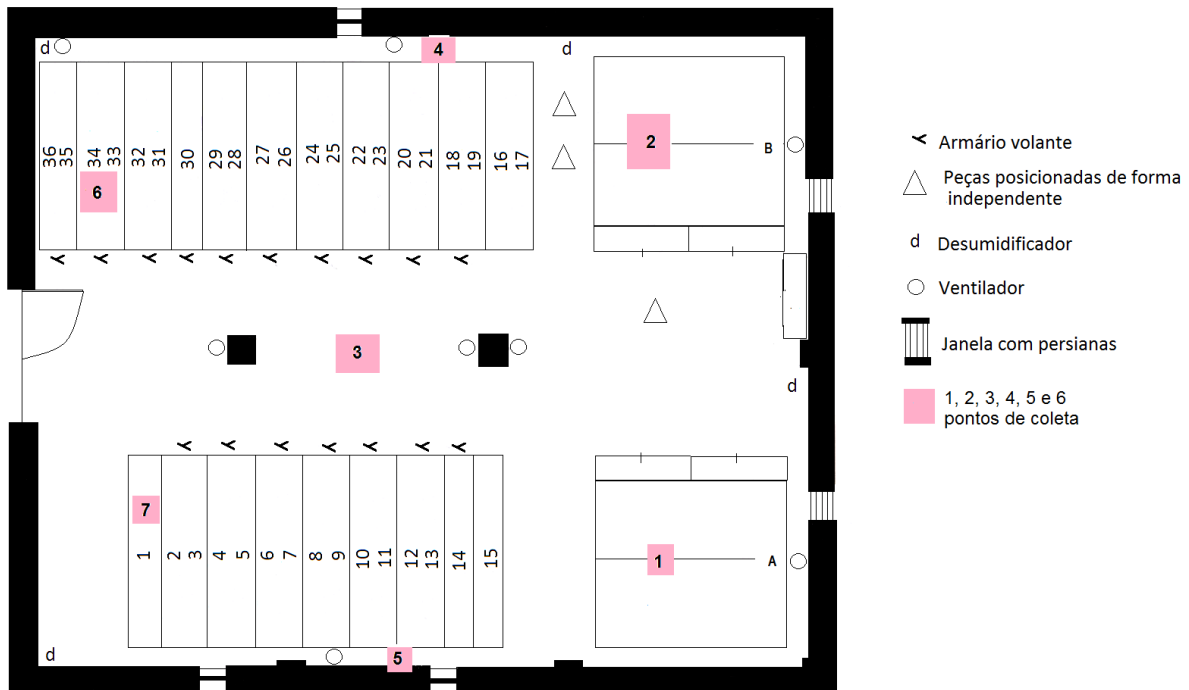 d
d
4
36 35 34 33 32 31 30 29 28 27 26 24 25 22 23 20 21 18 19 16 17
6
2
B
3
d
7
1 2 3 4 5 6 7 8 9 10 11 12 13 14 15
1
A
d
5
Armário volante
Peças posicionadas de forma
independente
d Desumidificador
Ventilador
Janela com persianas
1, 2, 3, 4, 5 e 6
pontos de coleta